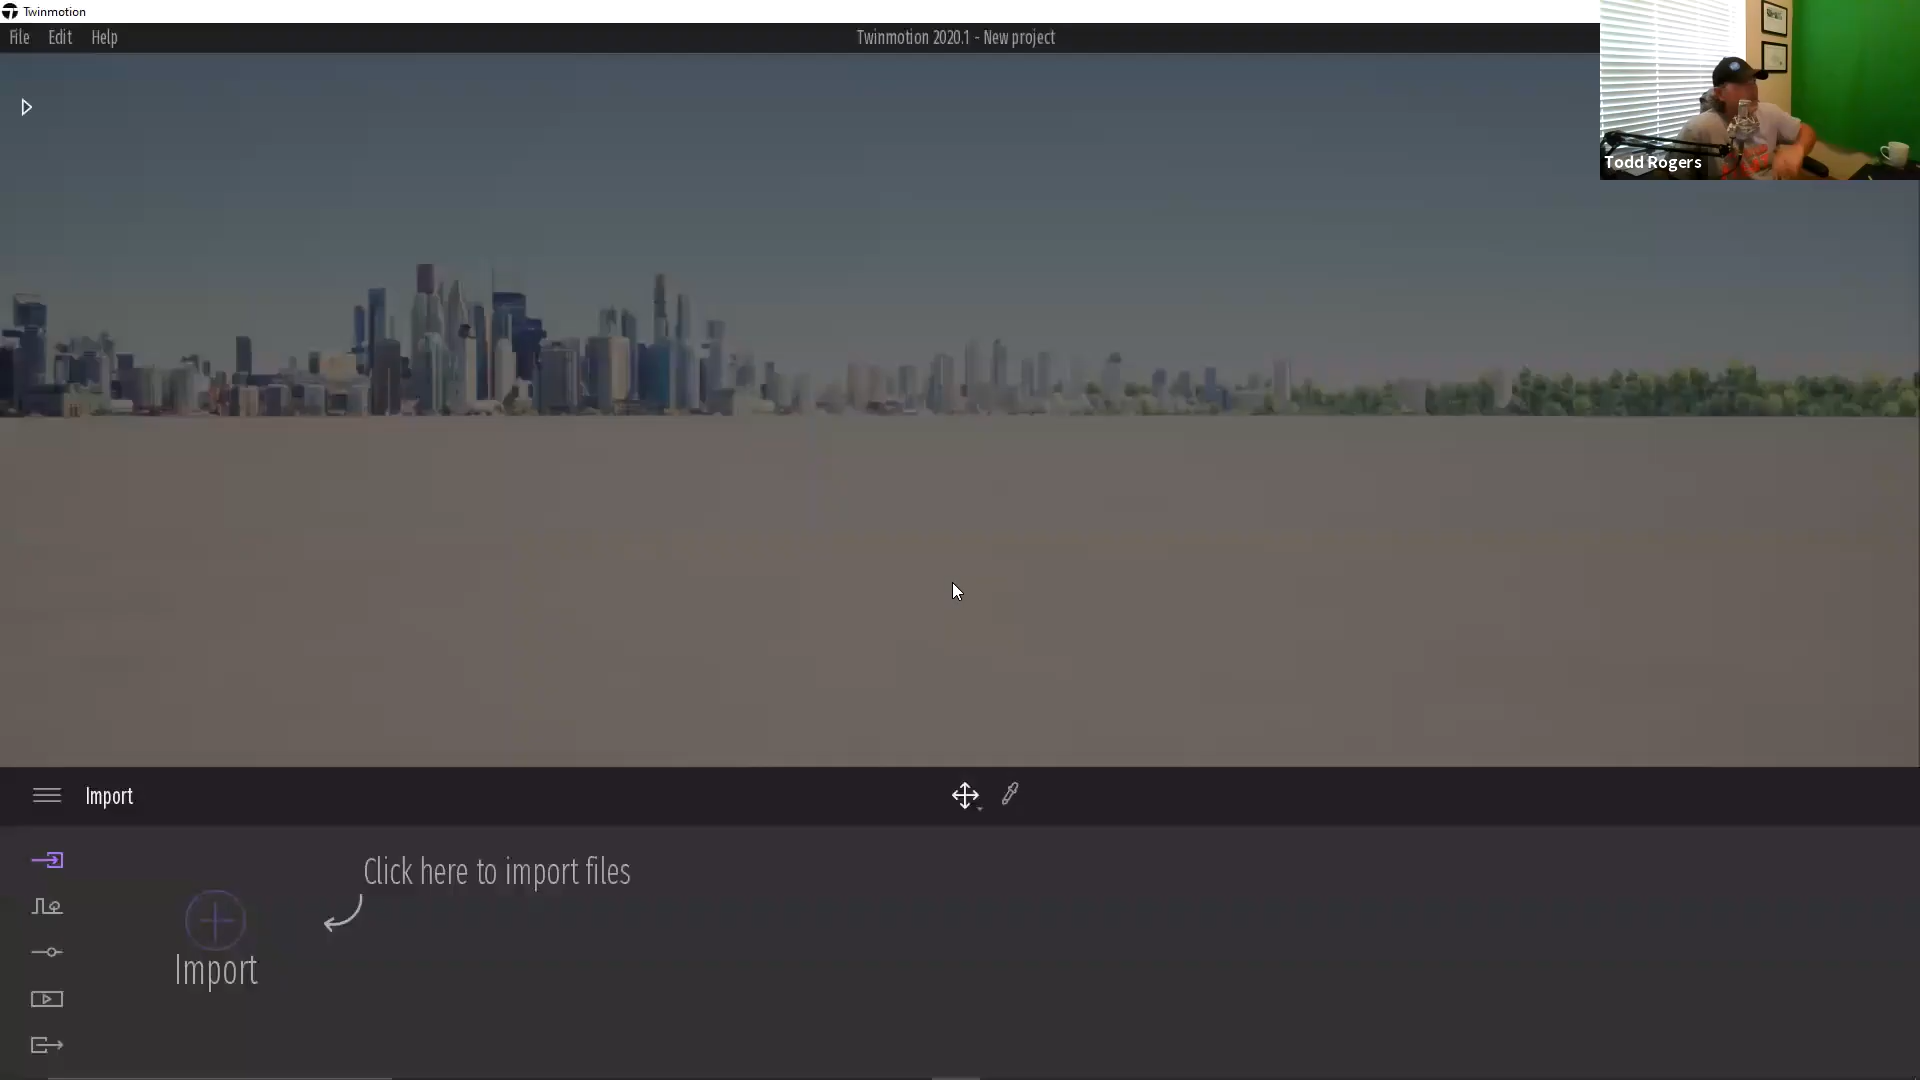 Twinmotion
File Edit Help
Twinmotion 2020.1 - New project
Todd Rogers
Import
Click here to import files
Import